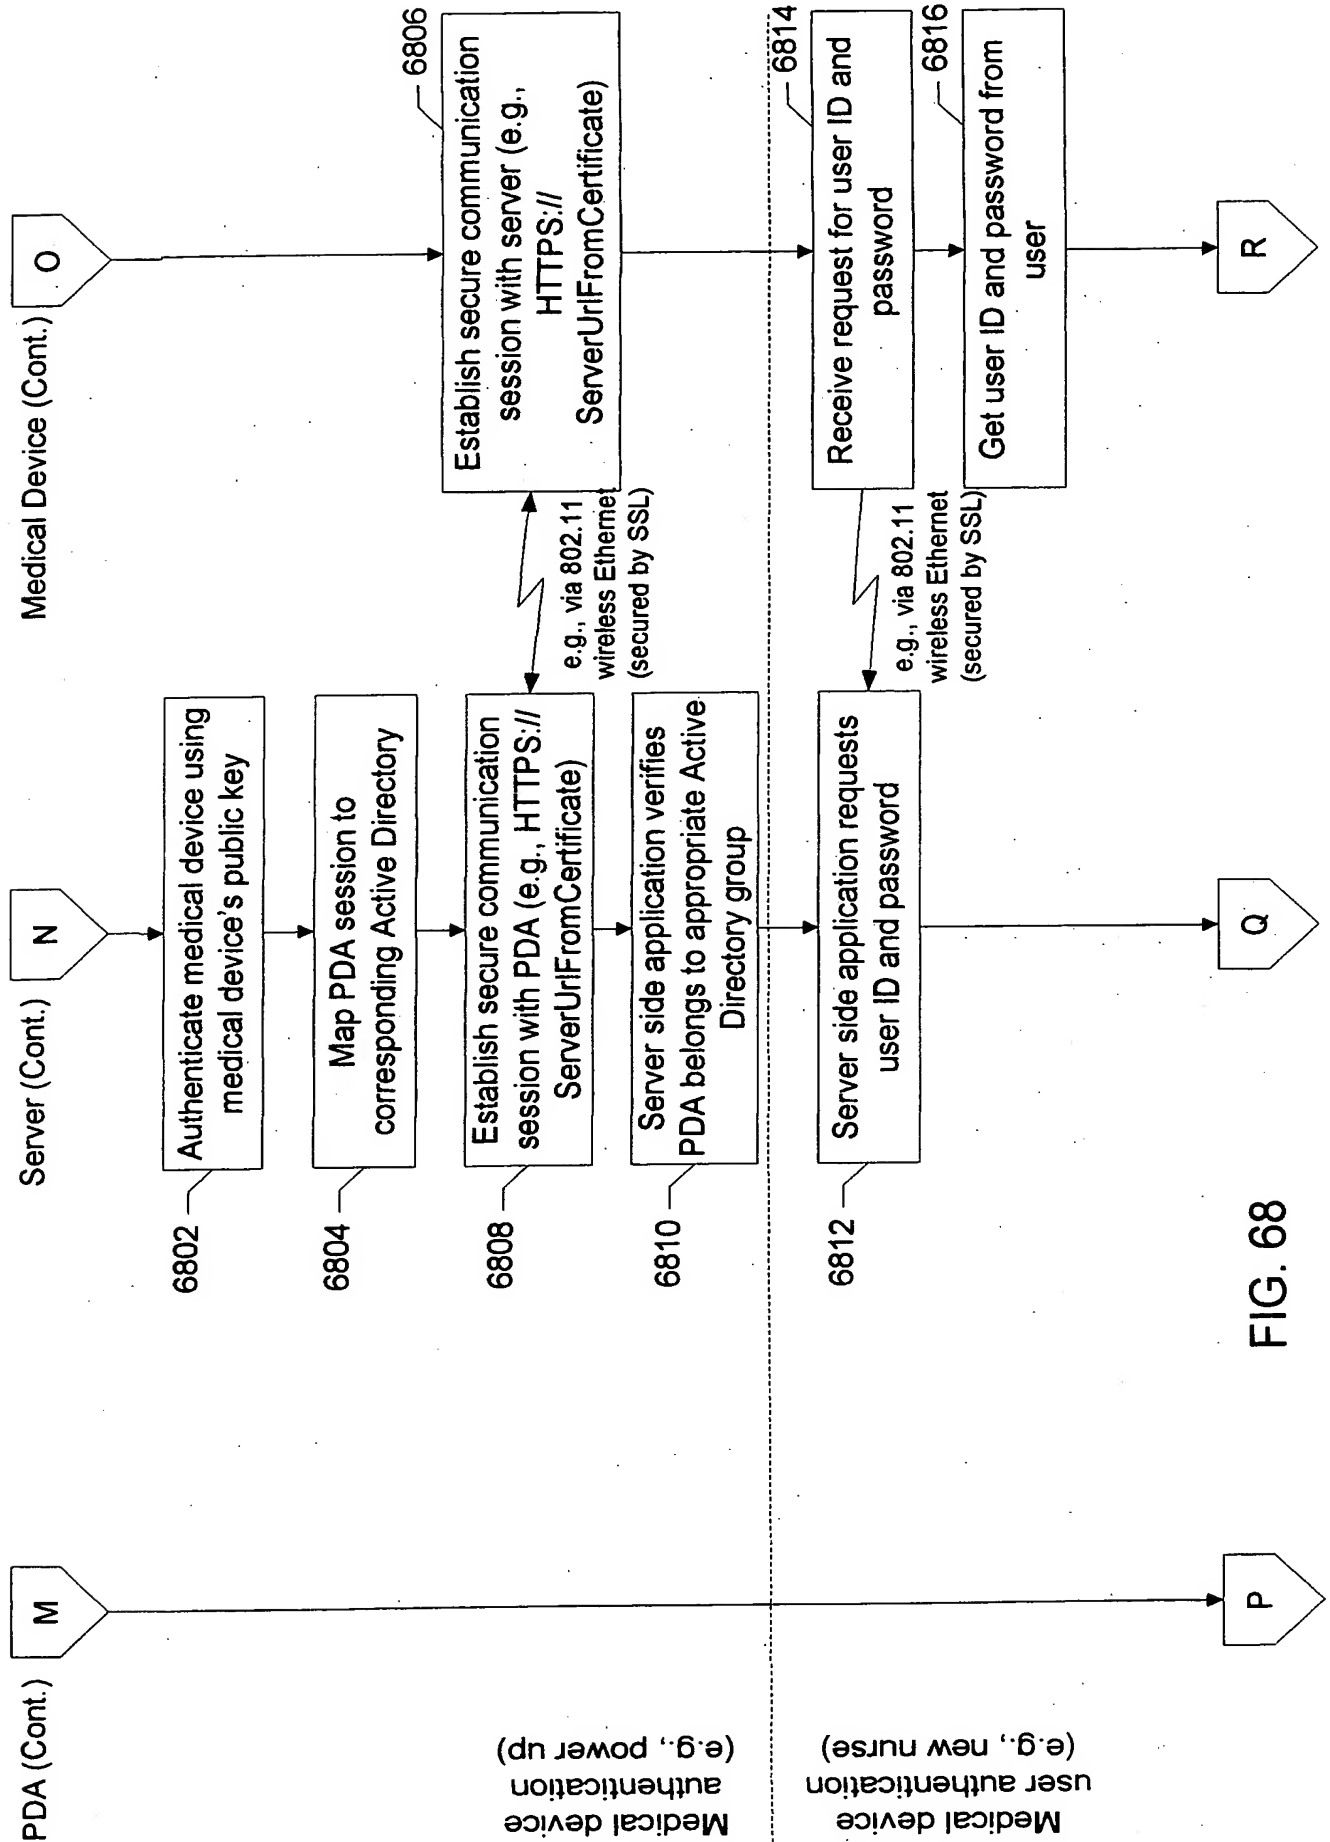 PDA (Cont.)
M
Medical device
authentication
(e.g., power up)
Medical device
user authentication
(e.g., new nurse)
P
Server (Cont.)
N
6802
Authenticate medical device using
medical device's public key
6804
Map PDA session to
corresponding Active Directory
6808
Establish secure communication
session with PDA (e.g., HTTPS://
ServerUrlFromCertificate)
6810
Server side application verifies
PDA belongs to appropriate Active
Directory group
6812
Server side application requests
user ID and password
Q
Medical Device (Cont.)
O
6806
Establish secure communication
session with server (e.g.,
HTTPS://
ServerUrlFromCertificate)
e.g., via 802.11
wireless Ethernet
(secured by SSL)
6814
Receive request for user ID and
password
e.g., via 802.11
wireless Ethernet
(secured by SSL)
6816
Get user ID and password from
user
R
FIG. 68